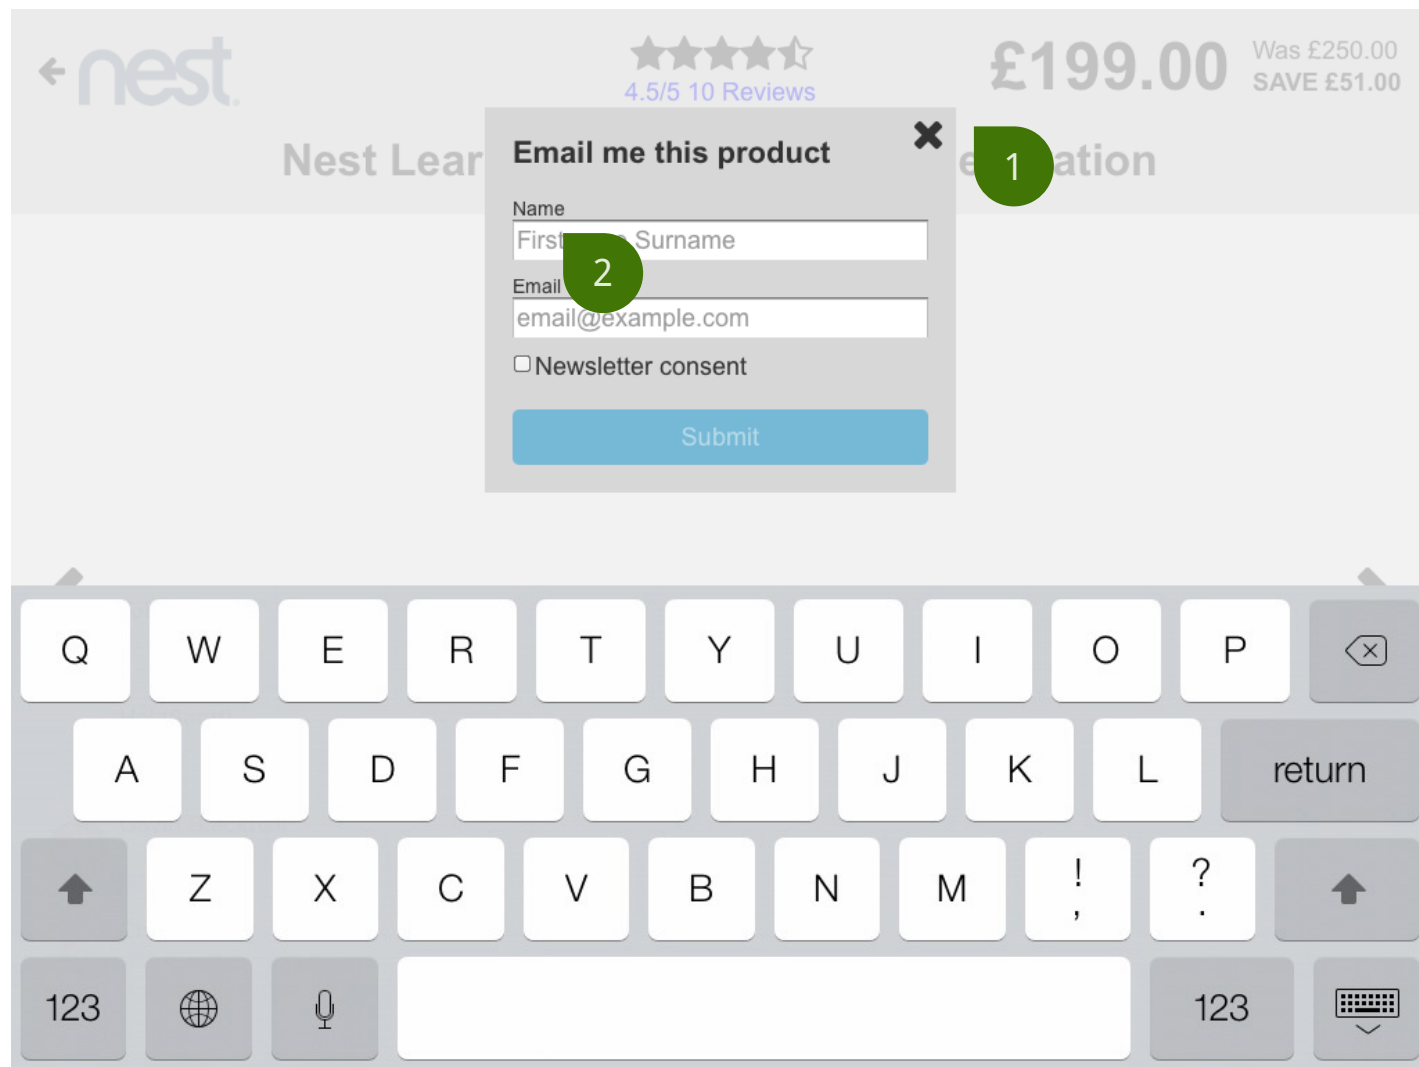 nest.
4.5/5 10 Reviews
£199.00
Was £250.00
SAVE £51.00
Nest Lear
ation
1
Email me this product
Name
Surname
2
Email
email@example.com
Newsletter consent
Submit
Q W E R T Y U I O P
A S D F G H J K L return
Z X C V B N M ! , ? .
123 123